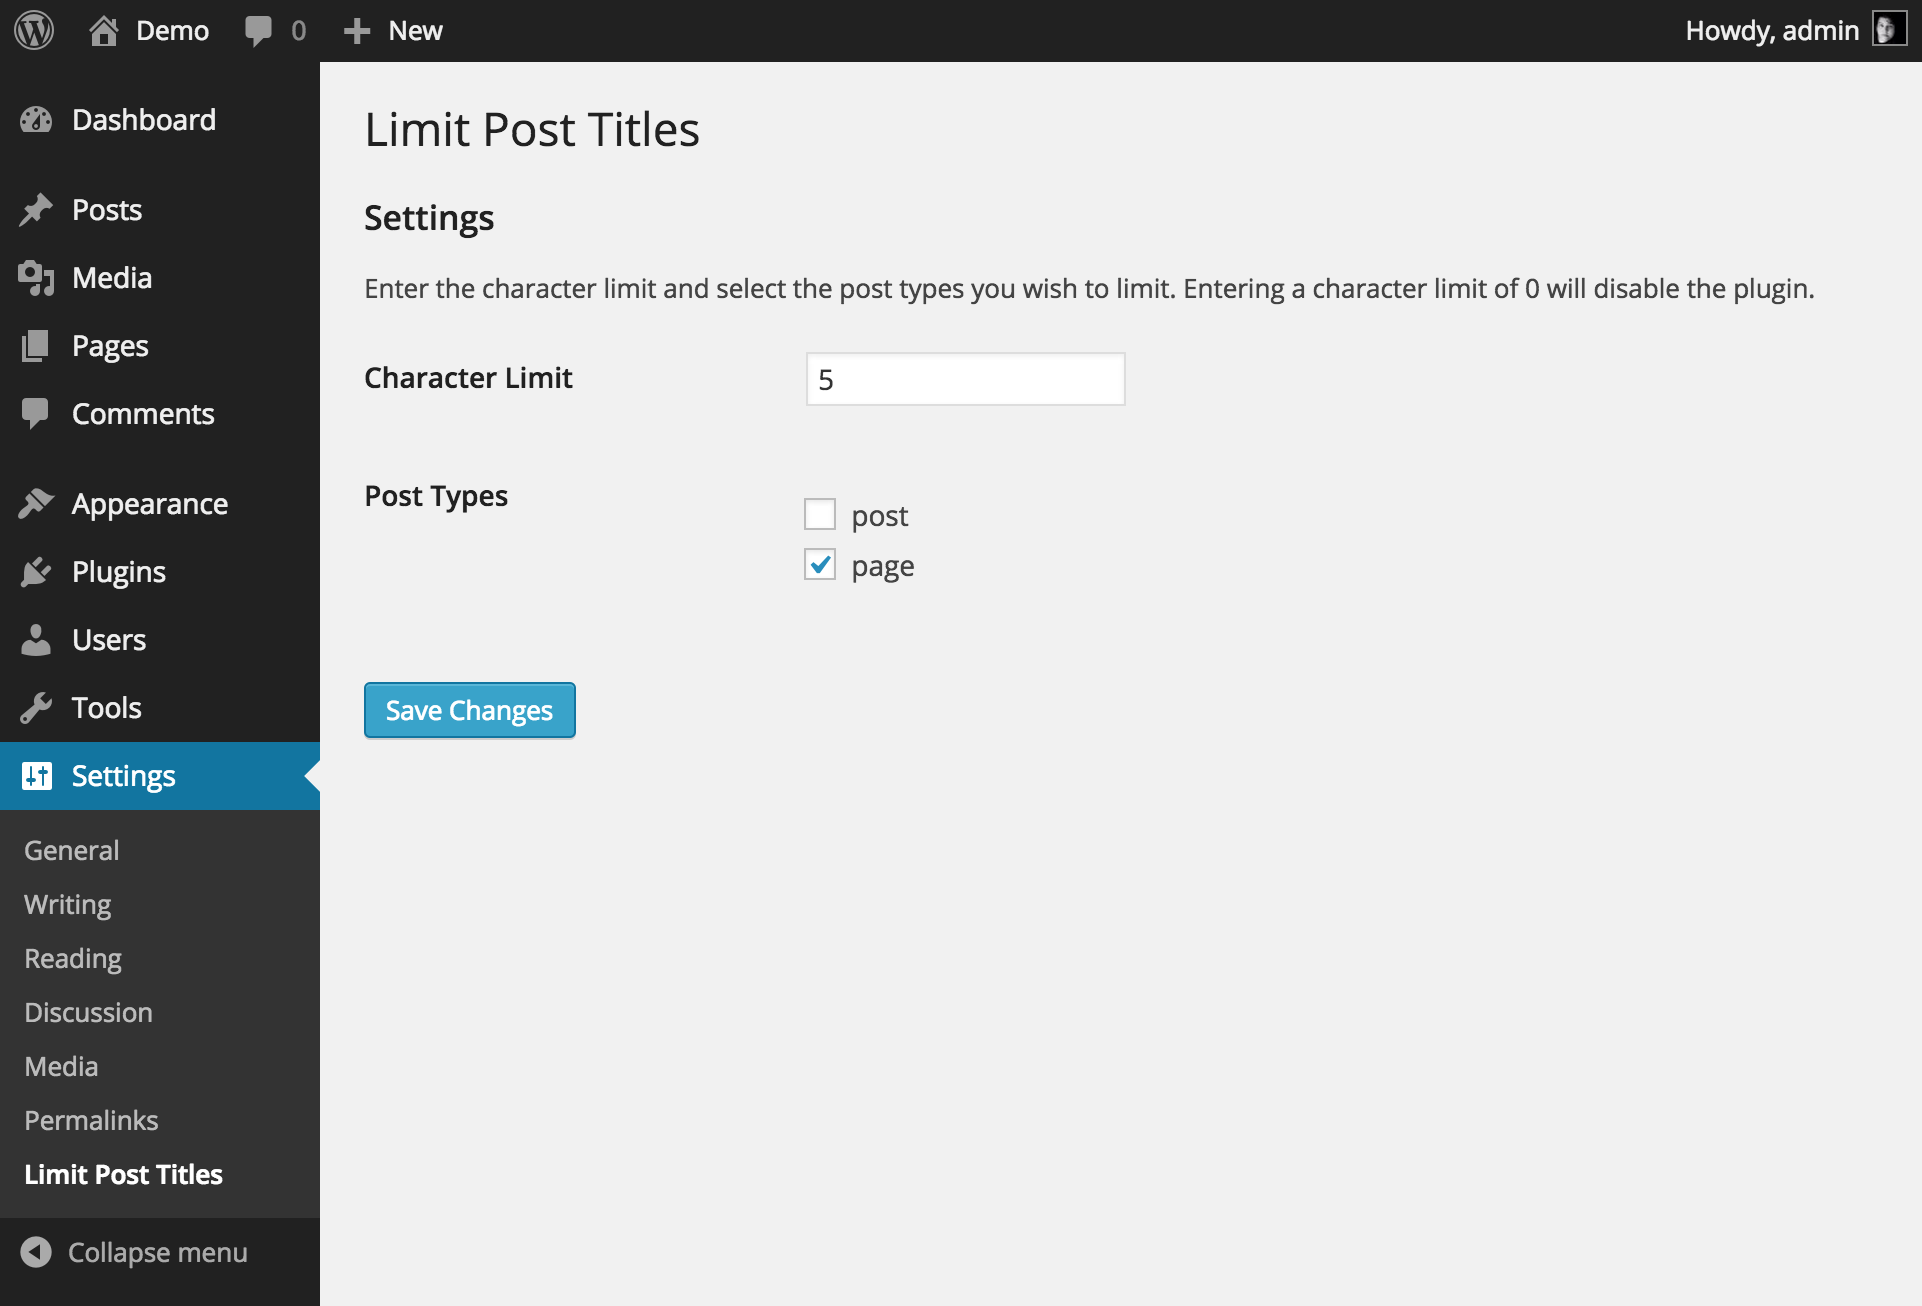 Demo 0 New Howdy, admin
Dashboard
Posts
Media
Pages
Comments
Appearance
Plugins
Users
Tools
Settings
General
Writing
Reading
Discussion
Media
Permalinks
Limit Post Titles
Collapse menu
Limit Post Titles
Settings
Enter the character limit and select the post types you wish to limit. Entering a character limit of 0 will disable the plugin.
Character Limit 5
Post Types
post
page
Save Changes